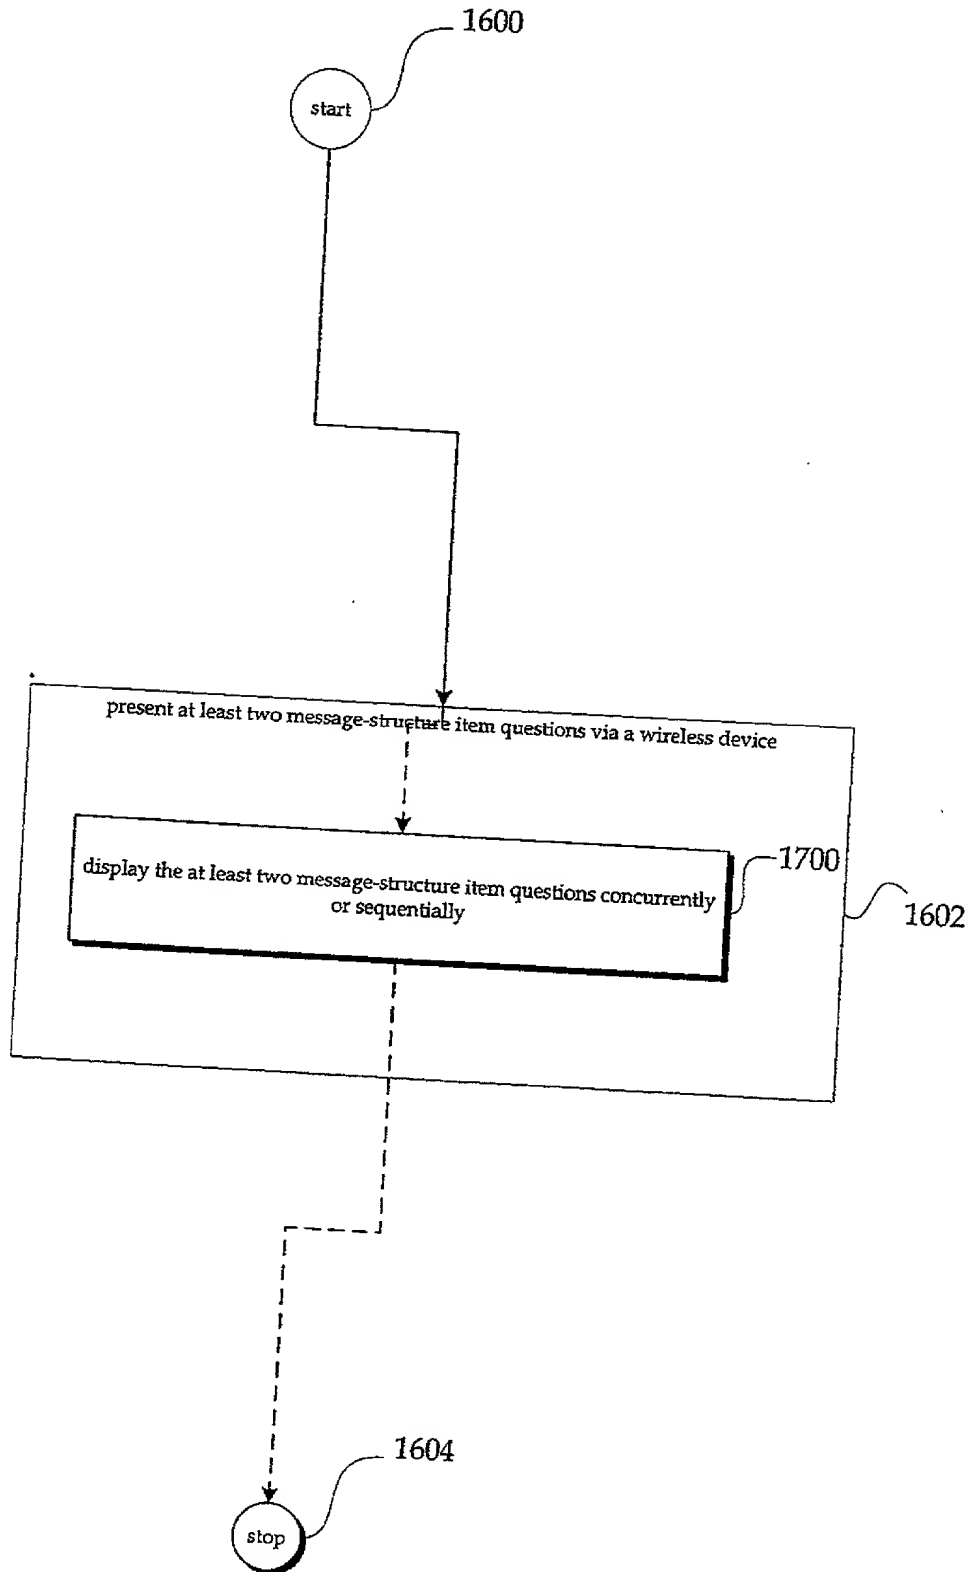 1600
start
present at least two message-structure item questions via a wireless device
display the at least two message-structure item questions concurrently
or sequentially
1700
1602
1604
stop